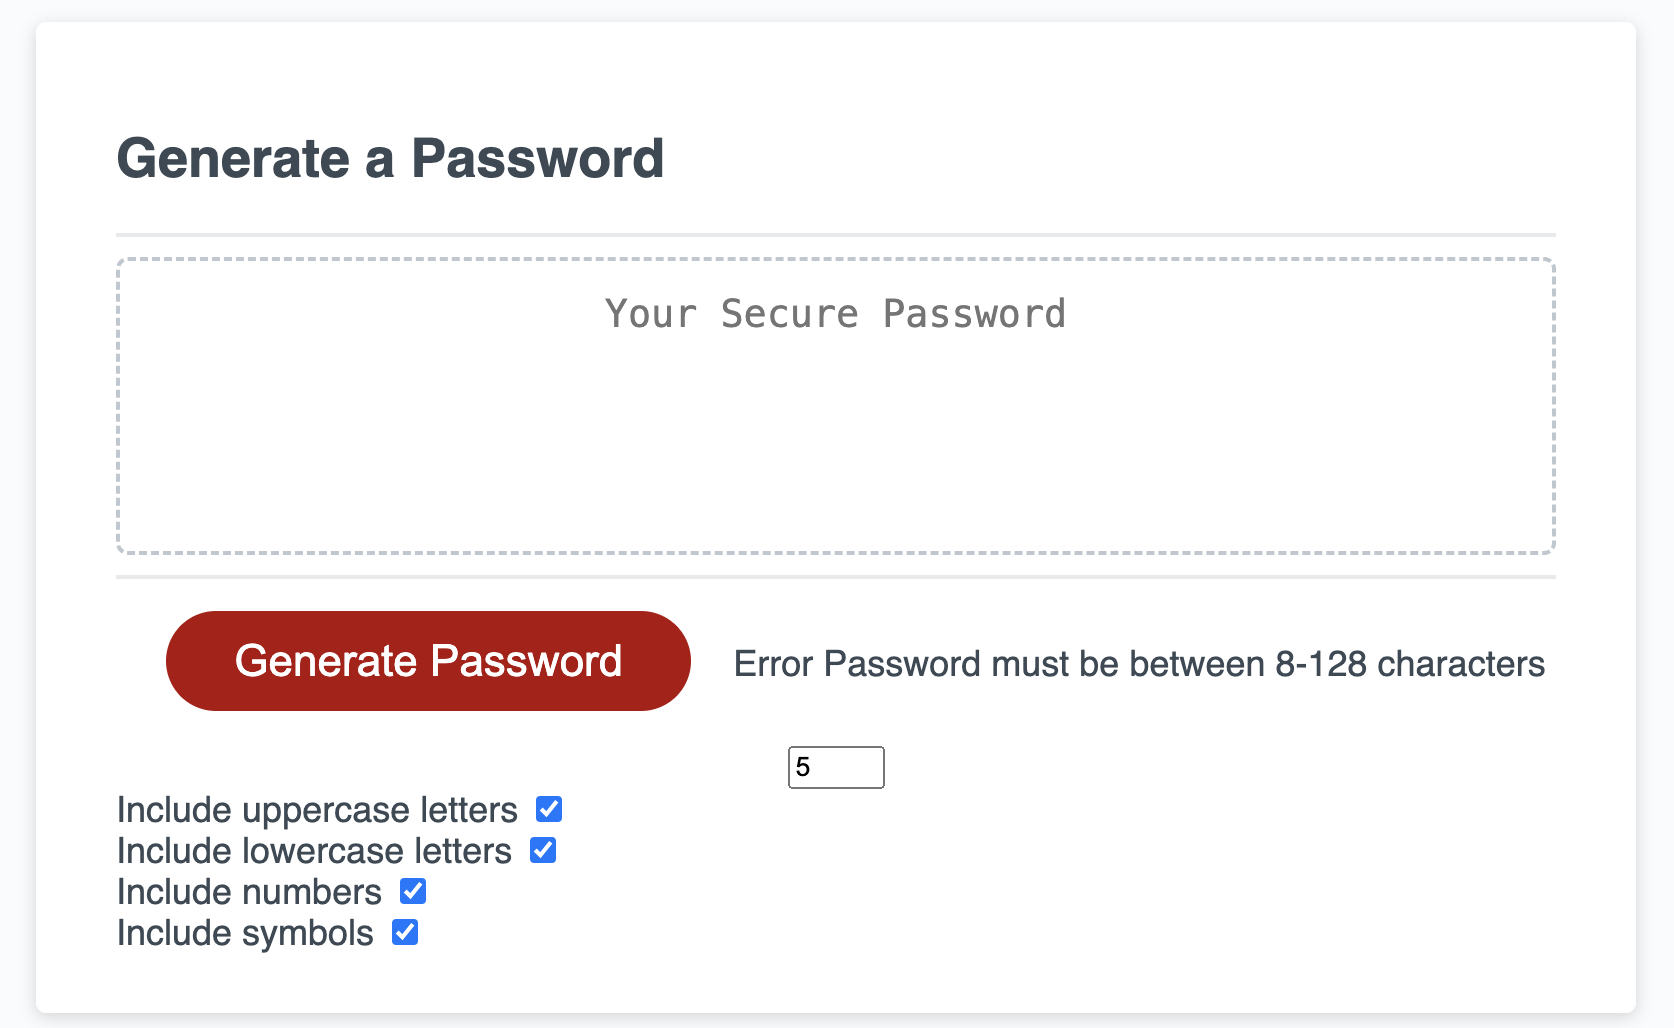 Generate a Password
Your Secure Password
Generate Password
Error Password must be between 8-128 characters
5
Include uppercase letters
Include lowercase letters
Include numbers
Include symbols